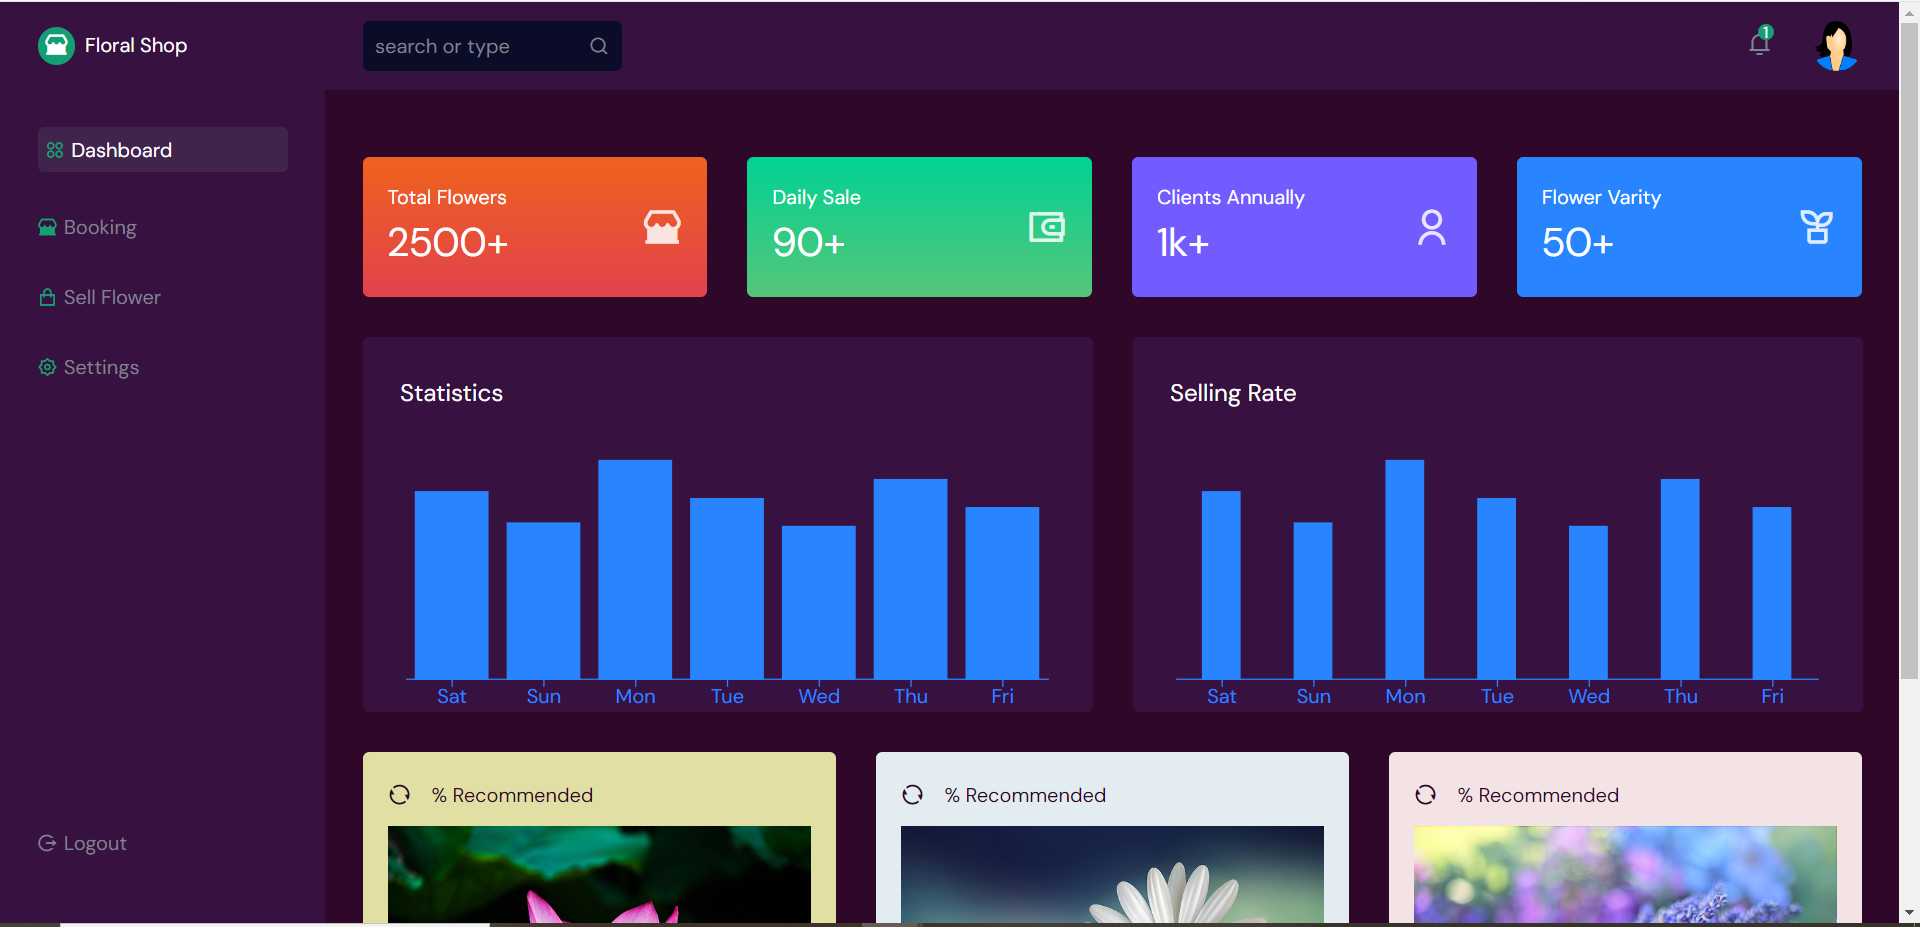 Floral Shop
search or type
1
Dashboard
Booking
Sell Flower
Settings
Logout
Total Flowers
2500+
Daily Sale
90+
Clients Annually
1k+
Flower Varity
50+
Statistics
Sat Sun Mon Tue Wed Thu Fri
Selling Rate
Sat Sun Mon Tue Wed Thu Fri
% Recommended
% Recommended
% Recommended